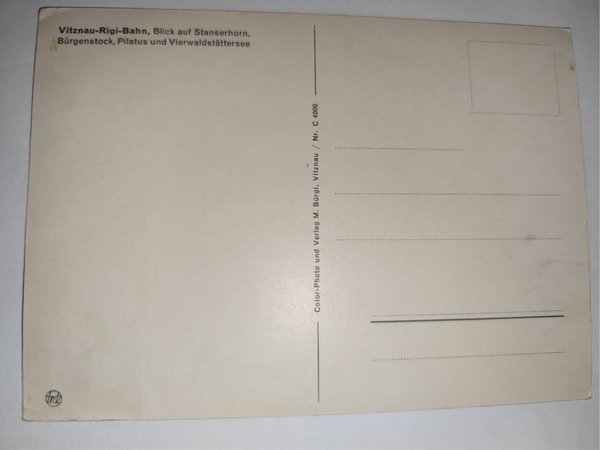 Vitznau-Rigi-Bahn, Blick auf Stanserhorn,
Bürgenstock, Pilatus und Vierwaldstättersee
Color-Photo und Verlag M. Bürgi, Vitznau / Nr. C 4000